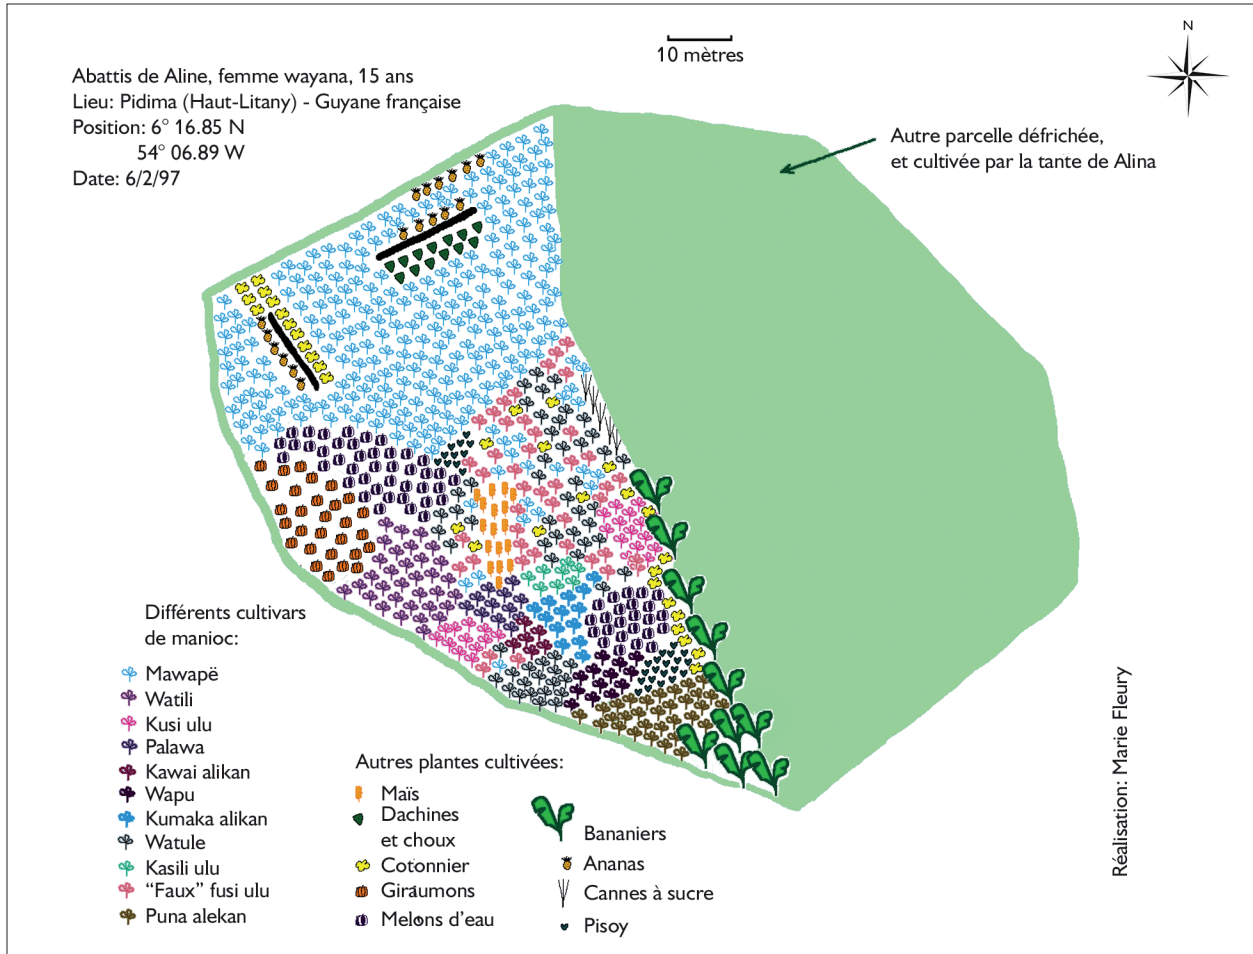 N
10 mètres
Abattis de Aline, femme wayana, 15 ans
Lieu: Pidima (Haut-Litany) - Guyane française
Position: 6° 16.85 N
54° 06.89 W
Date: 6/2/97
Autre parcelle défrichée,
et cultivée par la tante de Alina
Différents cultivars
de manioc:
Mawapë
Watili
Kusi ulu
Palawa
Kawai alikan
Wapu
Kumaka alikan
Watule
Kasili ulu
“Faux” fusi ulu
Puna alekan
Autres plantes cultivées:
Maïs
Dachines
et choux
Cotonnier
Giraumons
Melons d'eau
Bananiers
Ananas
Cannes à sucre
Pisoy
Réalisation: Marie Fleury